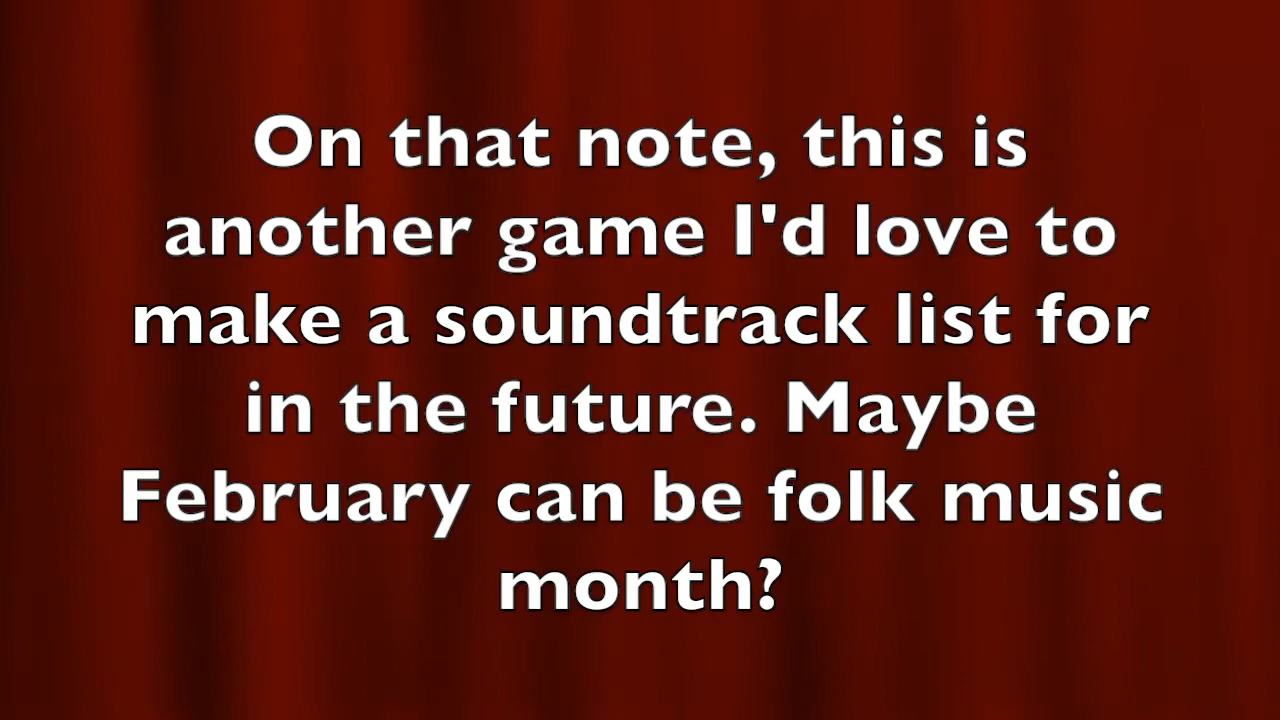 On that note, this is
another game I'd love to
make a soundtrack list for
in the future. Maybe
February can be folk music
month?